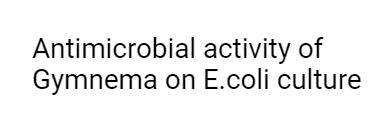 Antimicrobial activity of
Gymnema on E.coli culture